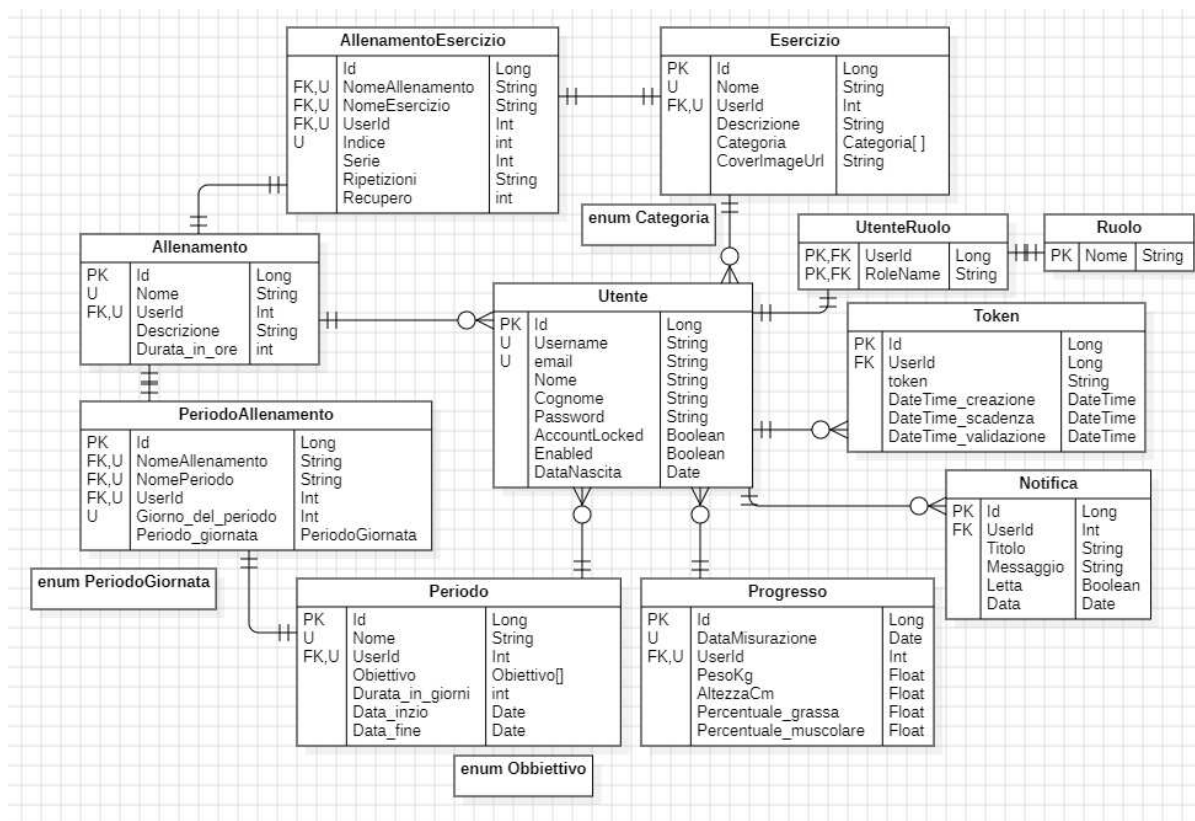 AllenamentoEsercizio
Id Long
FK,U NomeAllenamento String
FK,U NomeEsercizio String
FK,U UserId Int
U Indice int
Serie Int
Ripetizioni String
Recupero int
Esercizio
PK Id Long
U Nome String
FK,U UserId Int
Descrizione String
Categoria Categoria[ ]
CoverImageUrl String
enum Categoria
UtenteRuolo
PK,FK UserId Long
PK,FK RoleName String
Ruolo
PK Nome String
Allenamento
PK Id Long
U Nome String
FK,U UserId Int
Descrizione String
Durata_in_ore int
Utente
PK Id Long
U Username String
U email String
Nome String
Cognome String
Password String
AccountLocked Boolean
Enabled Boolean
DataNascita Date
Token
PK Id Long
FK UserId Long
token String
DateTime_creazione DateTime
DateTime_scadenza DateTime
DateTime_validazione DateTime
PeriodoAllenamento
PK Id Long
FK,U NomeAllenamento String
FK,U NomePeriodo String
FK,U UserId Int
U Giorno_del_periodo Int
Periodo_giornata PeriodoGiornata
Notifica
PK Id Long
FK UserId Int
Titolo String
Messaggio String
Letta Boolean
Data Date
enum PeriodoGiornata
Periodo
PK Id Long
U Nome String
FK,U UserId Int
Obiettivo Obiettivo[]
Durata_in_giorni int
Data_inzio Date
Data_fine Date
Progresso
PK Id Long
U DataMisurazione Date
FK,U UserId Int
PesoKg Float
AltezzaCm Float
Percentuale_grassa Float
Percentuale_muscolare Float
enum Obbiettivo